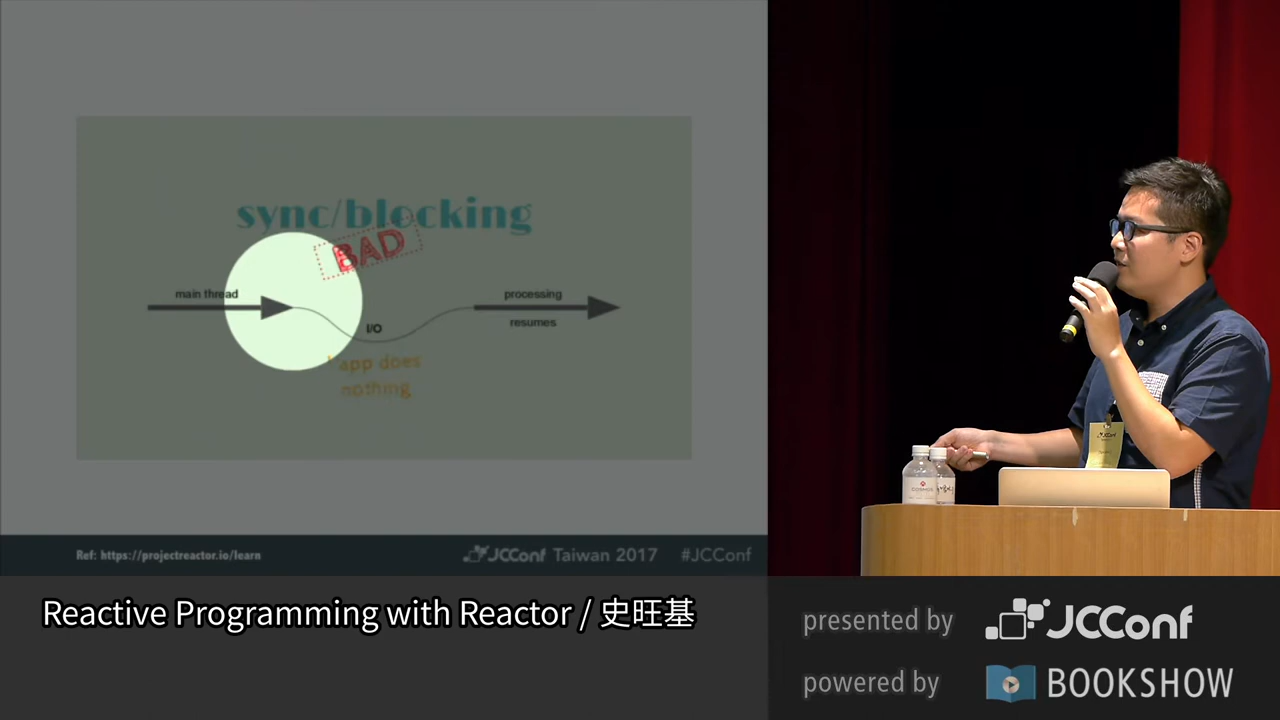 sync/blocking
BAD
main thread
I/O
processing
resumes
app does
nothing
Ref: https://projectreactor.io/learn
JCConf Taiwan 2017 #JCConf
Reactive Programming with Reactor / 史旺基
presented by JCConf
powered by BOOKSHOW